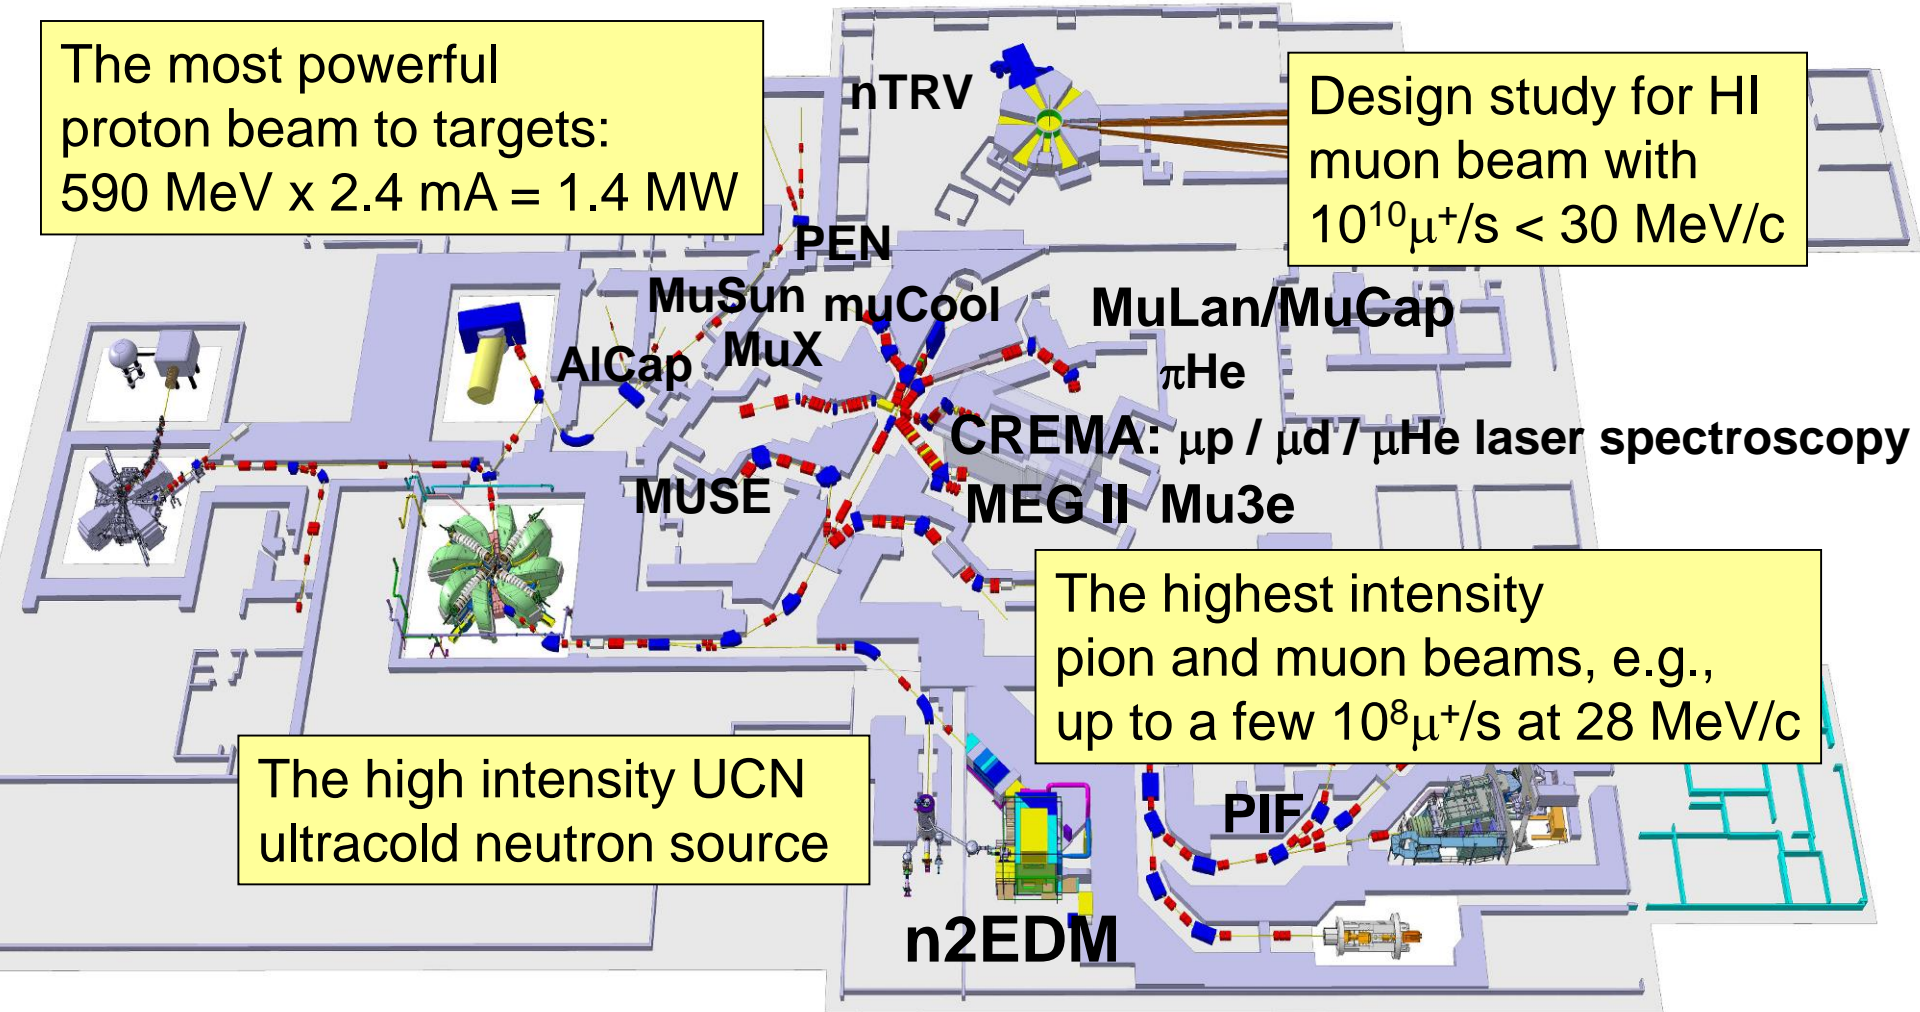 The most powerful
proton beam to targets:
590 MeV x 2.4 mA = 1.4 MW
nTRV
Design study for HI
muon beam with
10¹⁰μ⁺/s < 30 MeV/c
PEN
MuSun muCool
MuLan/MuCap
AlCap MuX
πHe
CREMA: μp / μd / μHe laser spectroscopy
MUSE
MEG II Mu3e
The highest intensity
pion and muon beams, e.g.,
up to a few 10⁸μ⁺/s at 28 MeV/c
The high intensity UCN
ultracold neutron source
PIF
n2EDM